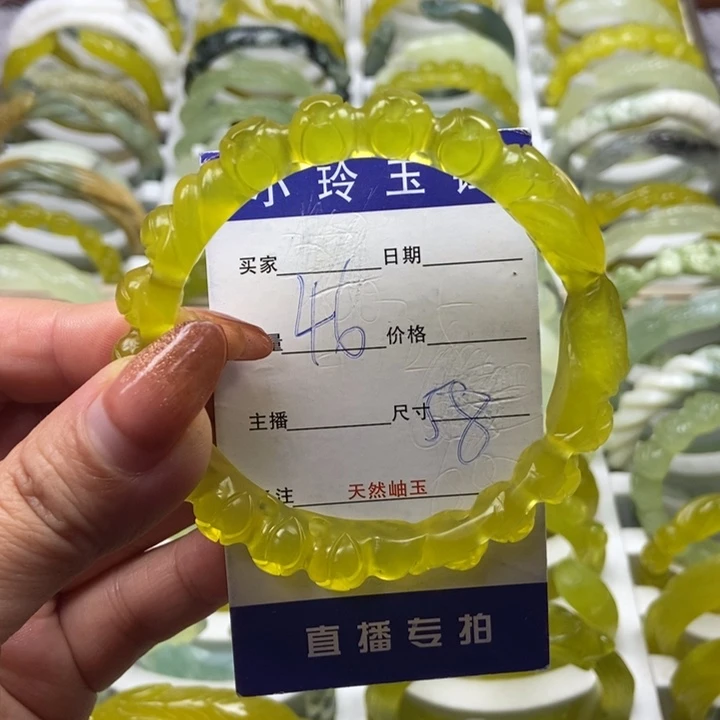 小玲玉
买家 日期
量 46 价格
主播 尺寸 58
注 天然岫玉
直播专拍